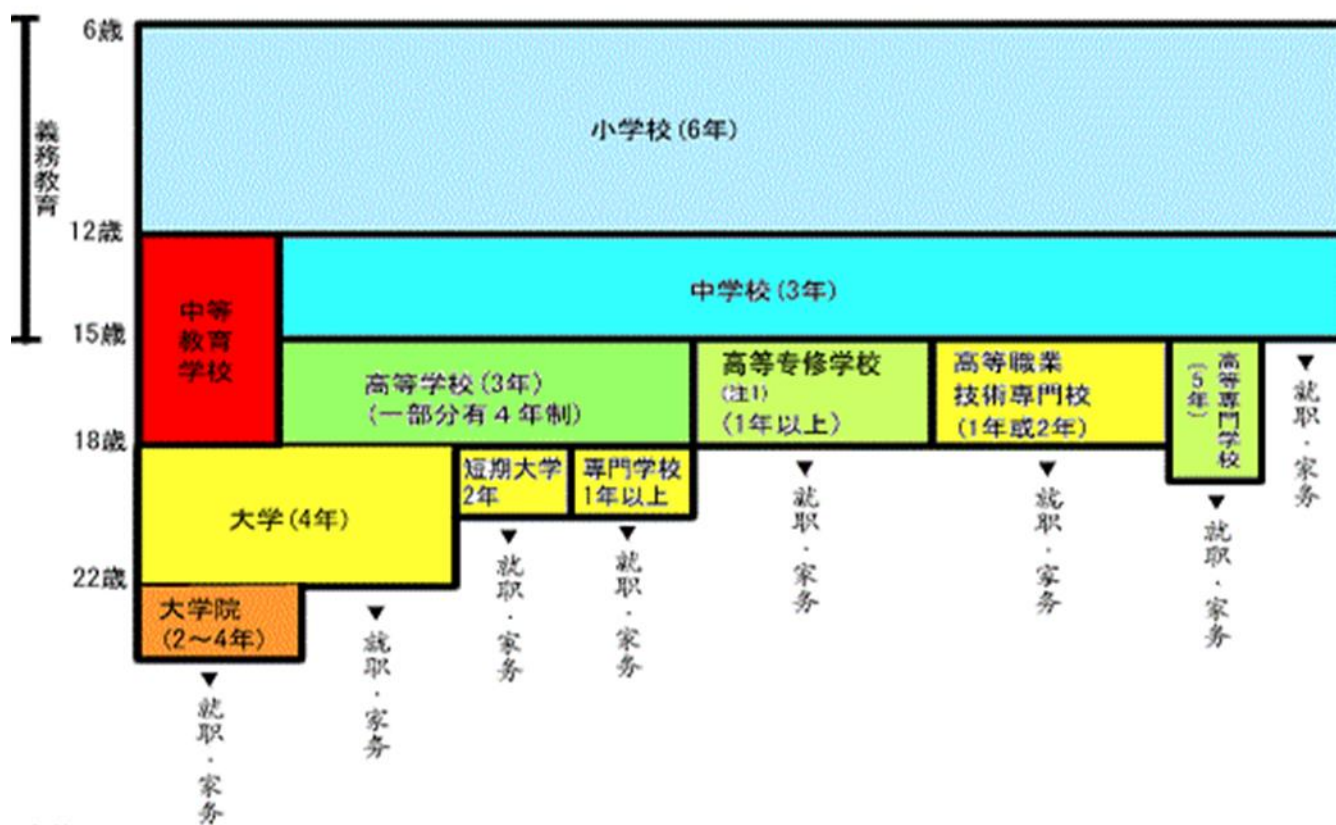 6歳
義務教育
小学校(6年)
12歳
中等
教育
学校
中学校(3年)
15歳
高等学校(3年)
(一部分有4年制)
高等专修学校
(注1)
(1年以上)
高等職業
技術専門校
(1年或2年)
高等専門学校
(5年)
就职·家务
18歳
大学(4年)
短期大学
2年
専門学校
1年以上
就职·家务
就职·家务
就职·家务
就职·家务
就职·家务
22歳
大学院
(2～4年)
就职·家务
就职·家务